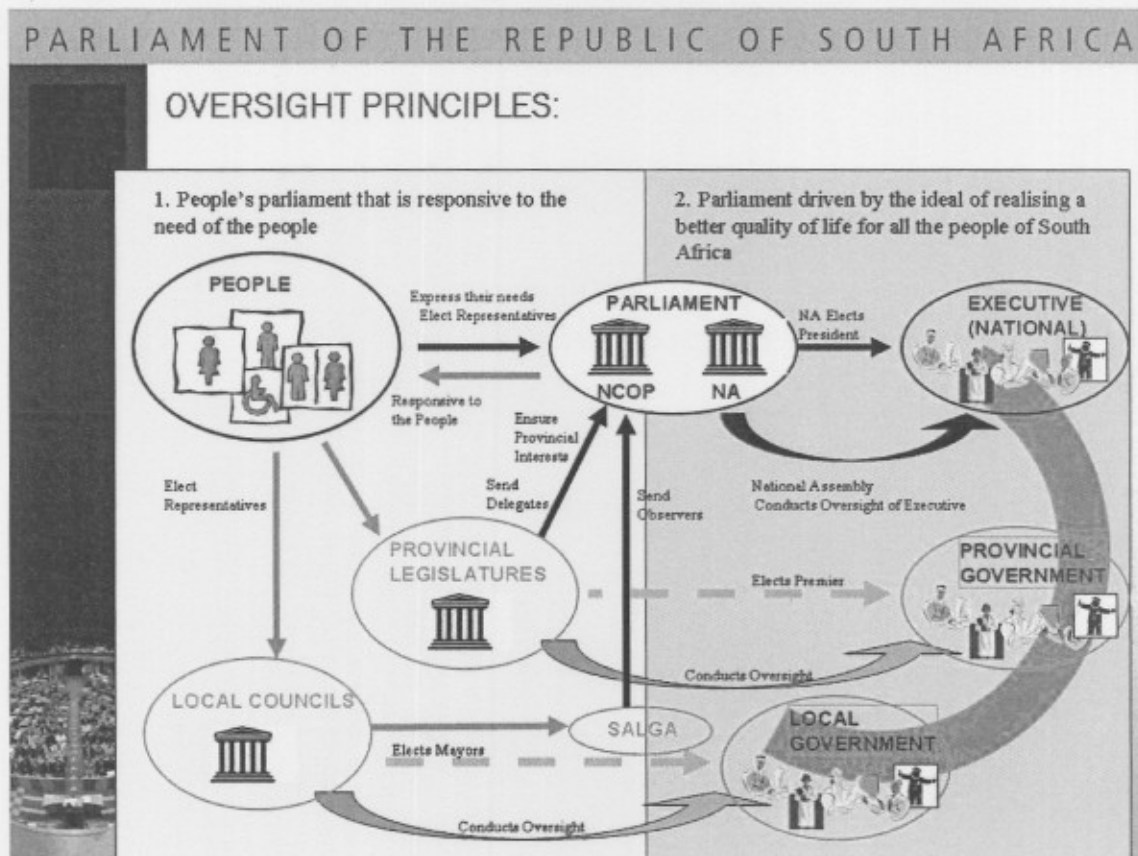 PARLIAMENT OF THE REPUBLIC OF SOUTH AFRICA
OVERSIGHT PRINCIPLES:
1. People's parliament that is responsive to the
need of the people
2. Parliament driven by the ideal of realising a
better quality of life for all the people of South
Africa
PEOPLE
Express their needs
Elect Representatives
Responsive to
the People
PARLIAMENT
NCOP
NA
NA Elects
President
EXECUTIVE
(NATIONAL)
Elect
Representatives
Ensure
Provincial
Interests
Send
Delegates
Send
Observers
National Assembly
Conducts Oversight of Executive
PROVINCIAL
LEGISLATURES
Elects Premier
PROVINCIAL
GOVERNMENT
Conducts Oversight
LOCAL COUNCILS
Elects Mayors
SALGA
LOCAL
GOVERNMENT
Conducts Oversight